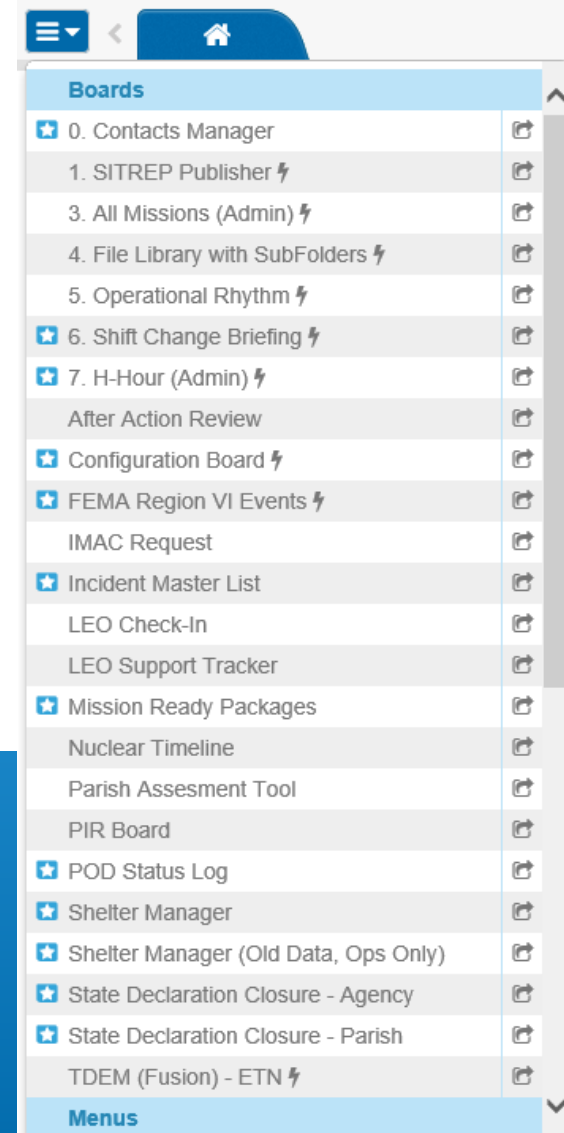 Boards
0. Contacts Manager
1. SITREP Publisher
3. All Missions (Admin)
4. File Library with SubFolders
5. Operational Rhythm
6. Shift Change Briefing
7. H-Hour (Admin)
After Action Review
Configuration Board
FEMA Region VI Events
IMAC Request
Incident Master List
LEO Check-In
LEO Support Tracker
Mission Ready Packages
Nuclear Timeline
Parish Assesment Tool
PIR Board
POD Status Log
Shelter Manager
Shelter Manager (Old Data, Ops Only)
State Declaration Closure - Agency
State Declaration Closure - Parish
TDEM (Fusion) - ETN
Menus